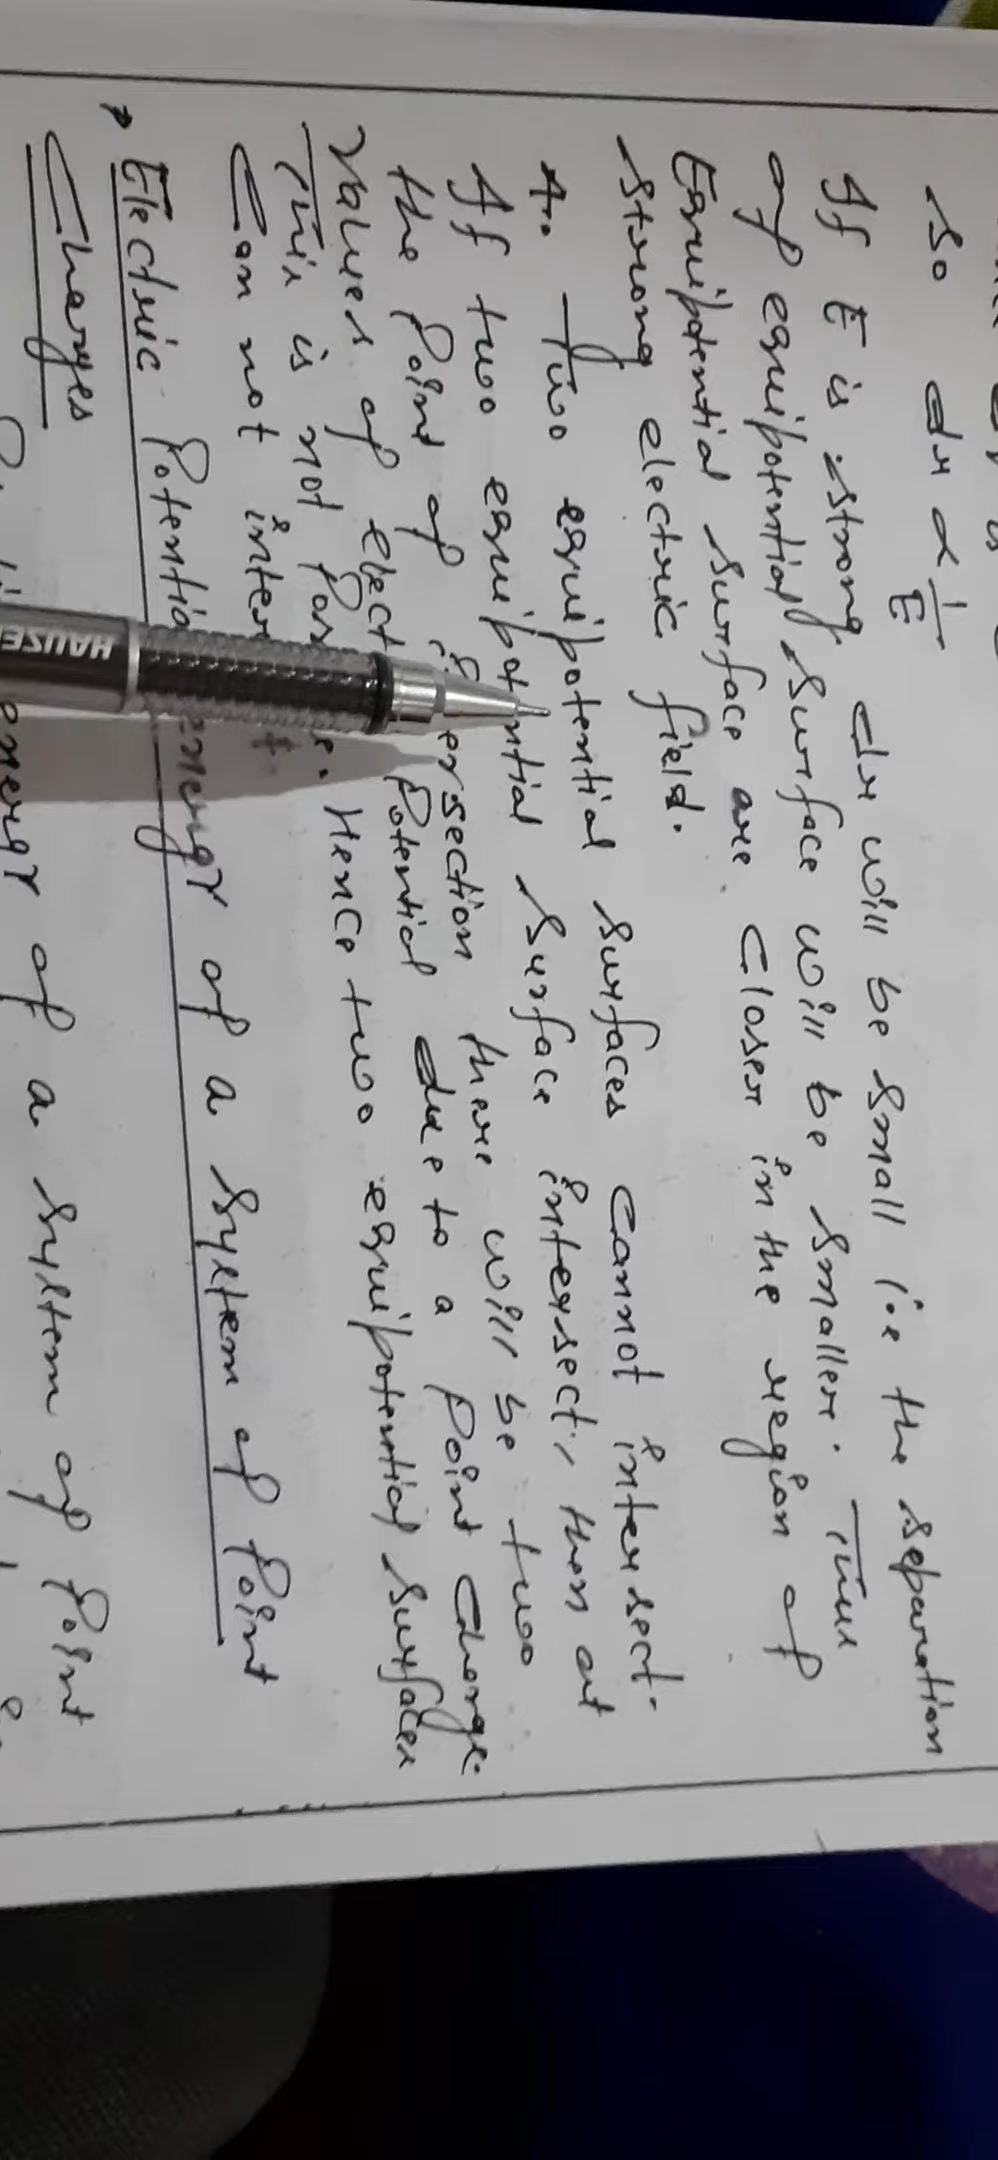 So dr ∝ 1/E
If E is strong, dr will be small i.e the separation
of equipotential surface will be smaller. Thus
Equipotential surface are closer in the region of
strong electric field.
4.. Two equipotential surfaces cannot intersect.
If two equipotential surface intersect, then at
the point of intersection there will be two
values of elect Potential due to a point charge.
This is not Pos e. Hence two equipotential surfaces
Can not inter t
Electric Potential energy of a system of Point
Charges
energy of a system of point
HAUSER